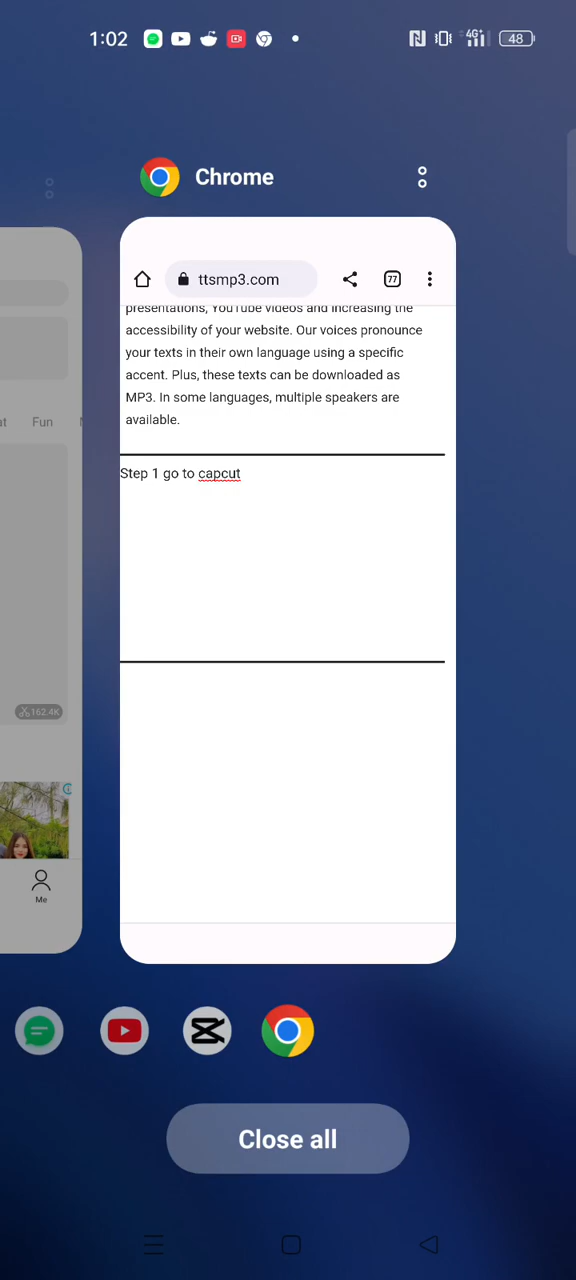 1:02
4G+
48
Chrome
ttsmp3.com
77
presentations, YouTube videos and increasing the
accessibility of your website. Our voices pronounce
your texts in their own language using a specific
accent. Plus, these texts can be downloaded as
MP3. In some languages, multiple speakers are
available.
Fun
Step 1 go to capcut
162.4K
Me
Close all